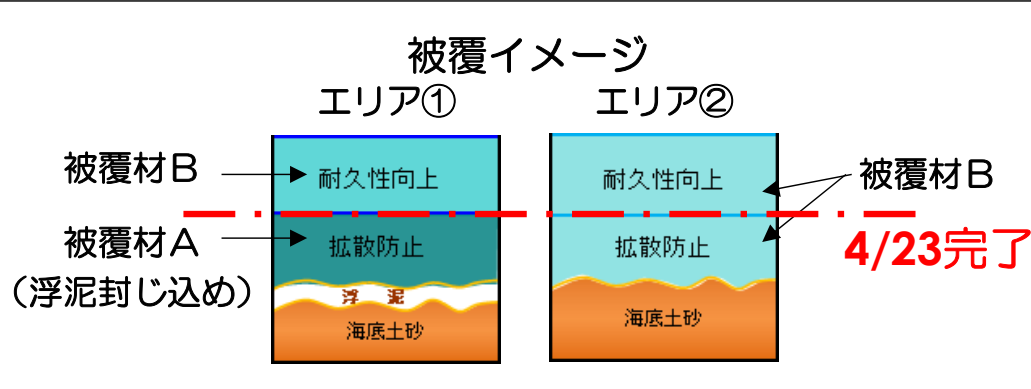 被覆イメージ
エリア①
エリア②
被覆材B
耐久性向上
耐久性向上
被覆材B
被覆材A
(浮泥封じ込め)
拡散防止
拡散防止
4/23完了
浮 泥
海底土砂
海底土砂